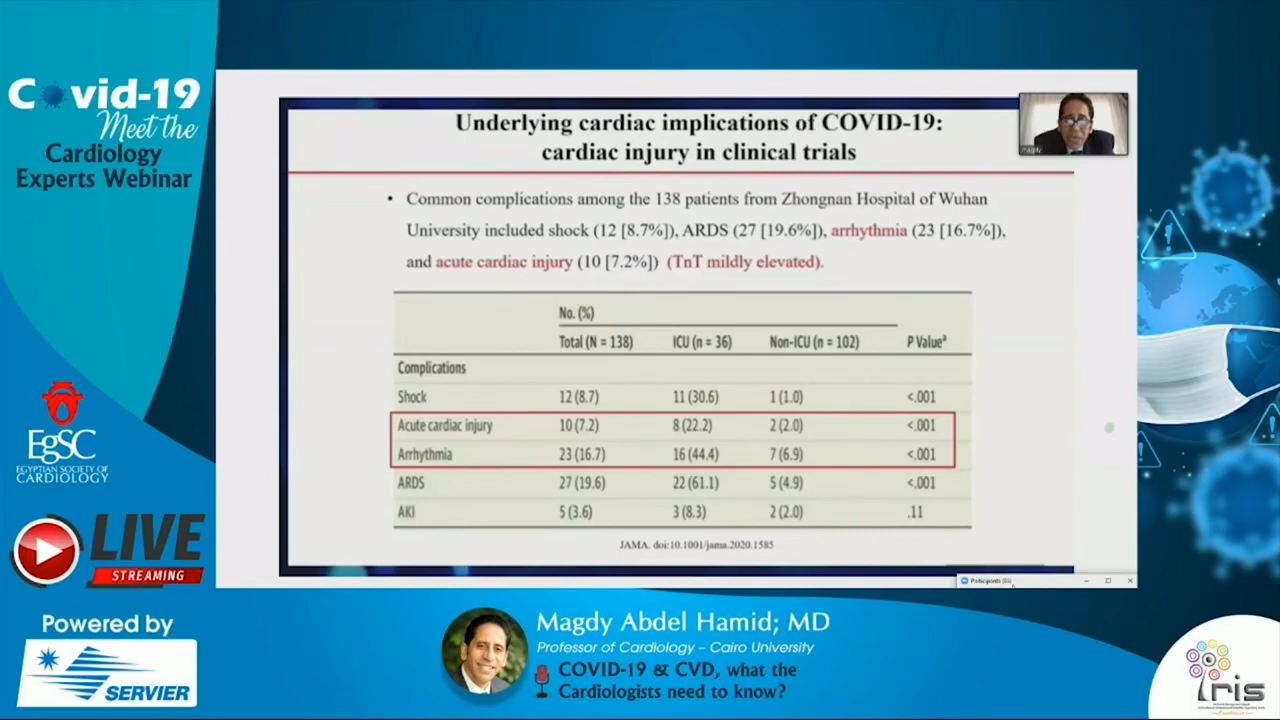 Covid-19
Meet the
Cardiology
Experts Webinar
EgSC
EGYPTIAN SOCIETY OF
CARDIOLOGY
LIVE
STREAMING
Powered by
SERVIER
Underlying cardiac implications of COVID-19:
cardiac injury in clinical trials
magdy
• Common complications among the 138 patients from Zhongnan Hospital of Wuhan
University included shock (12 [8.7%]), ARDS (27 [19.6%]), arrhythmia (23 [16.7%]),
and acute cardiac injury (10 [7.2%]) (TnT mildly elevated).
No. (%)
Total (N = 138) ICU (n = 36) Non-ICU (n = 102) P Valueª
Complications
Shock 12 (8.7) 11 (30.6) 1 (1.0) <.001
Acute cardiac injury 10 (7.2) 8 (22.2) 2 (2.0) <.001
Arrhythmia 23 (16.7) 16 (44.4) 7 (6.9) <.001
ARDS 27 (19.6) 22 (61.1) 5 (4.9) <.001
AKI 5 (3.6) 3 (8.3) 2 (2.0) .11
JAMA. doi:10.1001/jama.2020.1585
Participants
Magdy Abdel Hamid; MD
Professor of Cardiology – Cairo University
COVID-19 & CVD, what the
Cardiologists need to know?
Iris